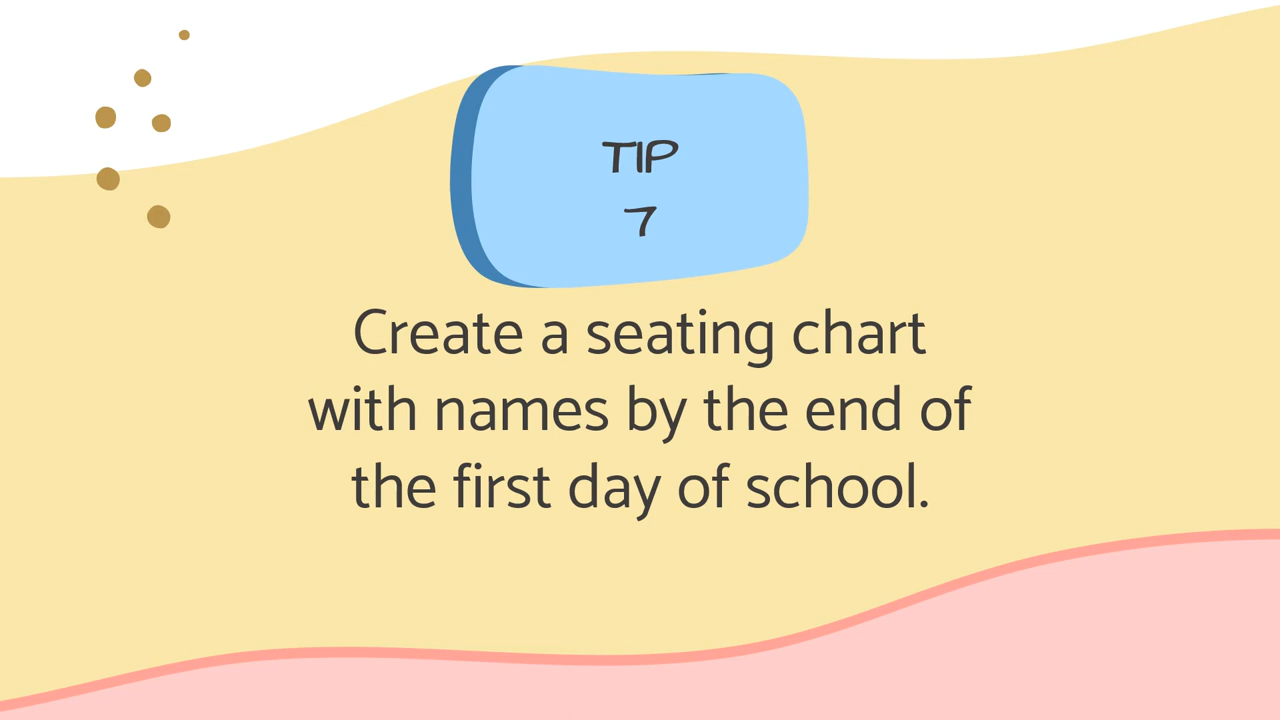 TIP
7
Create a seating chart
with names by the end of
the first day of school.